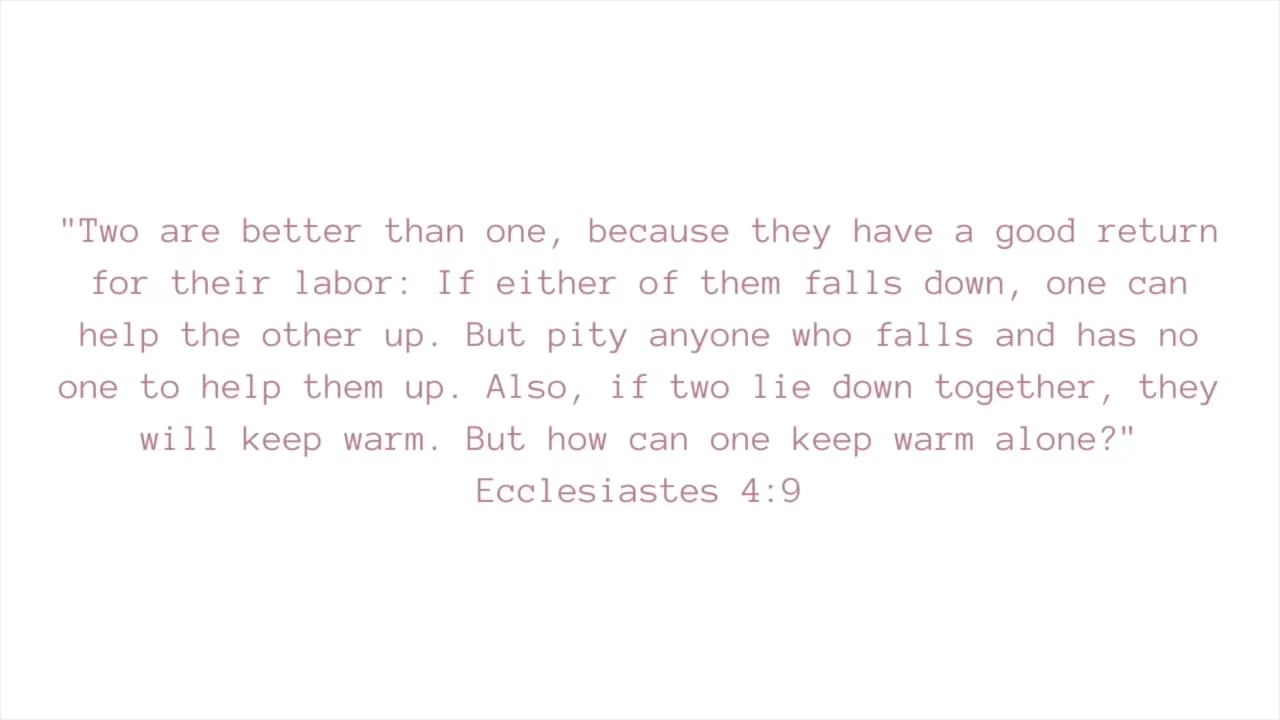 "Two are better than one, because they have a good return
for their labor: If either of them falls down, one can
help the other up. But pity anyone who falls and has no
one to help them up. Also, if two lie down together, they
will keep warm. But how can one keep warm alone?"
Ecclesiastes 4:9